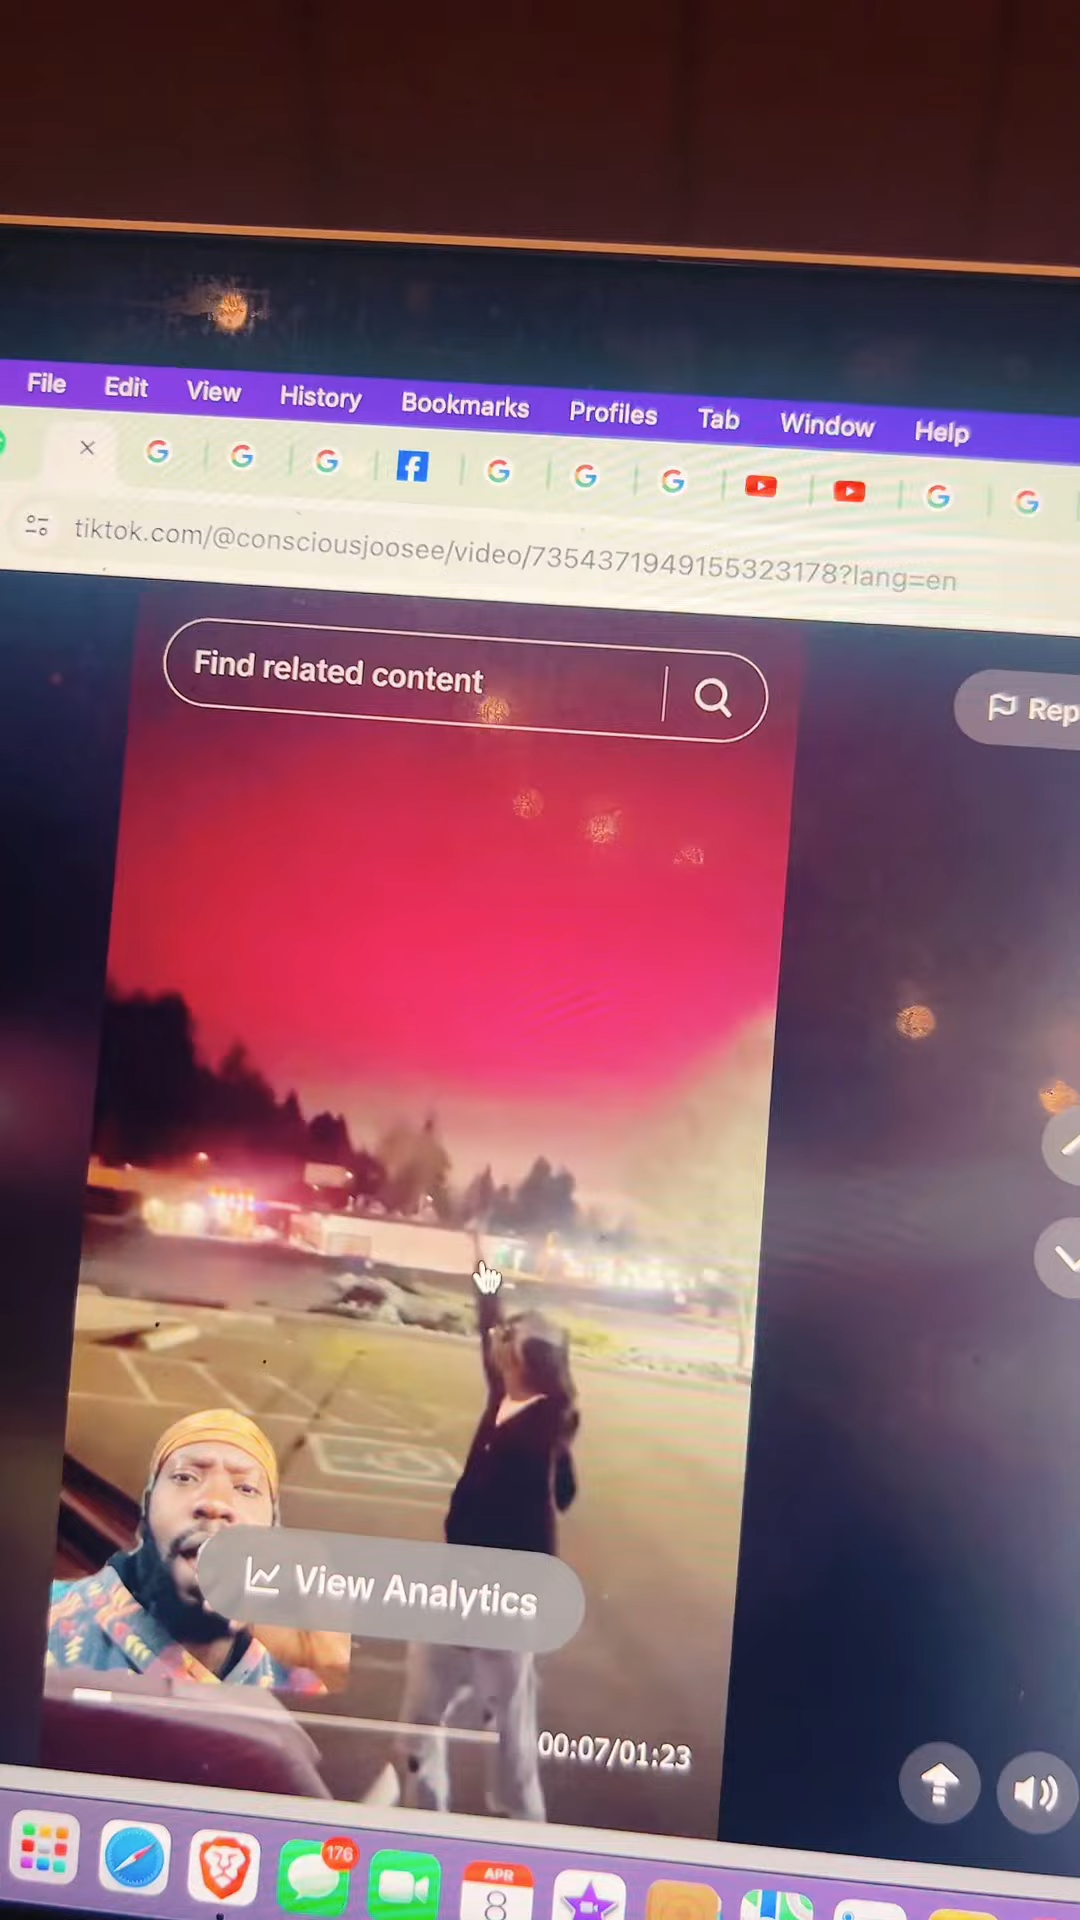 File Edit View History Bookmarks Profiles Tab Window Help
tiktok.com/@consciousjoosee/video/7354371949155323178?lang=en
Find related content
Rep
View Analytics
00:07/01:23
176
APR
8